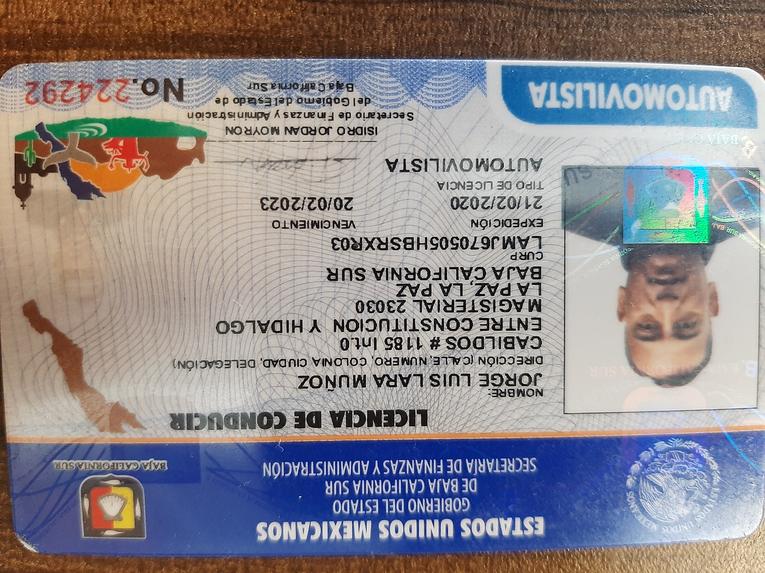 ESTADOS UNIDOS MEXICANOS
GOBIERNO DEL ESTADO
DE BAJA CALIFORNIA SUR
SECRETARÍA DE FINANZAS Y ADMINISTRACIÓN
BAJA CALIFORNIA SUR
LICENCIA DE CONDUCIR
NOMBRE:
JORGE LUIS LARA MUÑOZ
DIRECCIÓN (CALLE, NUMERO, COLONIA, CIUDAD, DELEGACIÓN)
CABILDOS # 1185 Int.0
ENTRE CONSTITUCION Y HIDALGO
MAGISTERIAL 23030
LA PAZ, LA PAZ
BAJA CALIFORNIA SUR
CURP
LAMJ670505HBSRXR03
EXPEDICIÓN VENCIMIENTO
21/02/2020 20/02/2023
TIPO DE LICENCIA
AUTOMOVILISTA
ISIDRO JORDAN MOYRON
Secretario de Finanzas y Administración
del Gobierno del Estado de
Baja California Sur
No. 224292
AUTOMOVILISTA